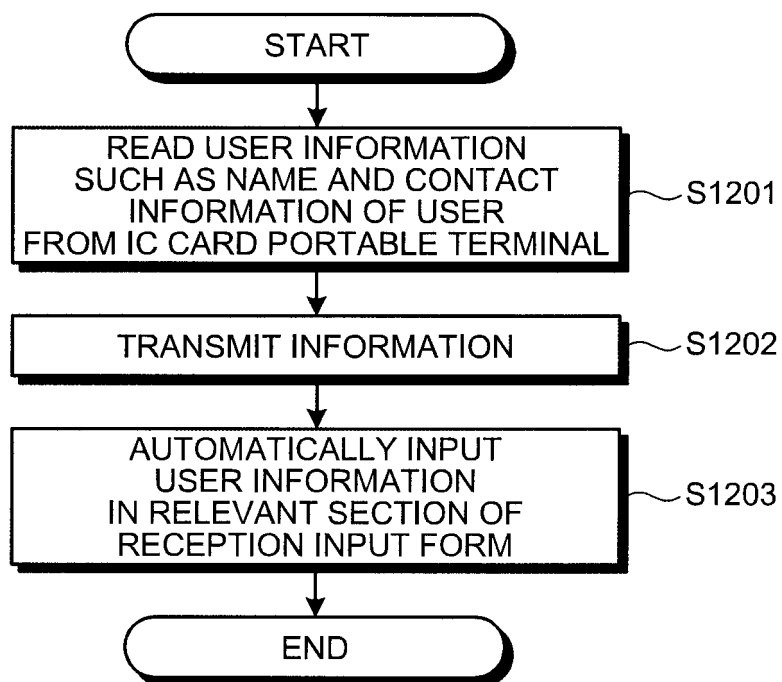 START
READ USER INFORMATION
SUCH AS NAME AND CONTACT
INFORMATION OF USER
FROM IC CARD PORTABLE TERMINAL
S1201
TRANSMIT INFORMATION
S1202
AUTOMATICALLY INPUT
USER INFORMATION
IN RELEVANT SECTION OF
RECEPTION INPUT FORM
S1203
END